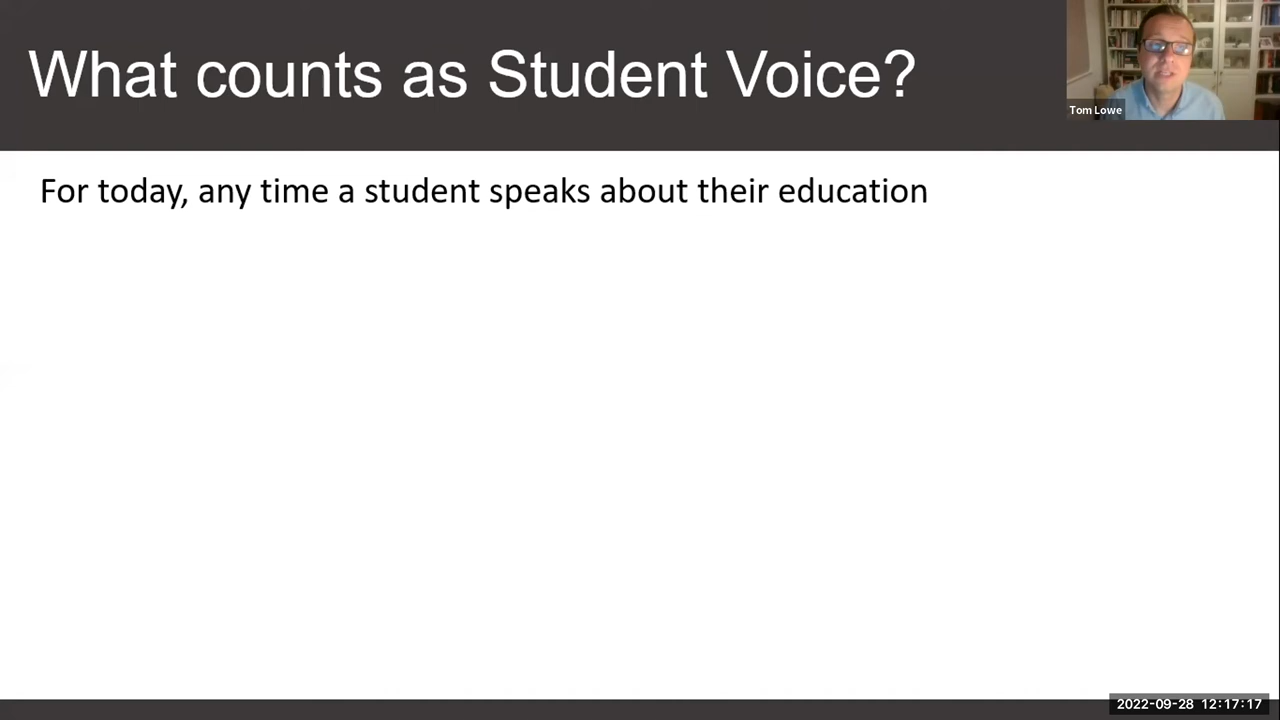 What counts as Student Voice?
Tom Lowe
For today, any time a student speaks about their education
2022-09-28 12:17:17